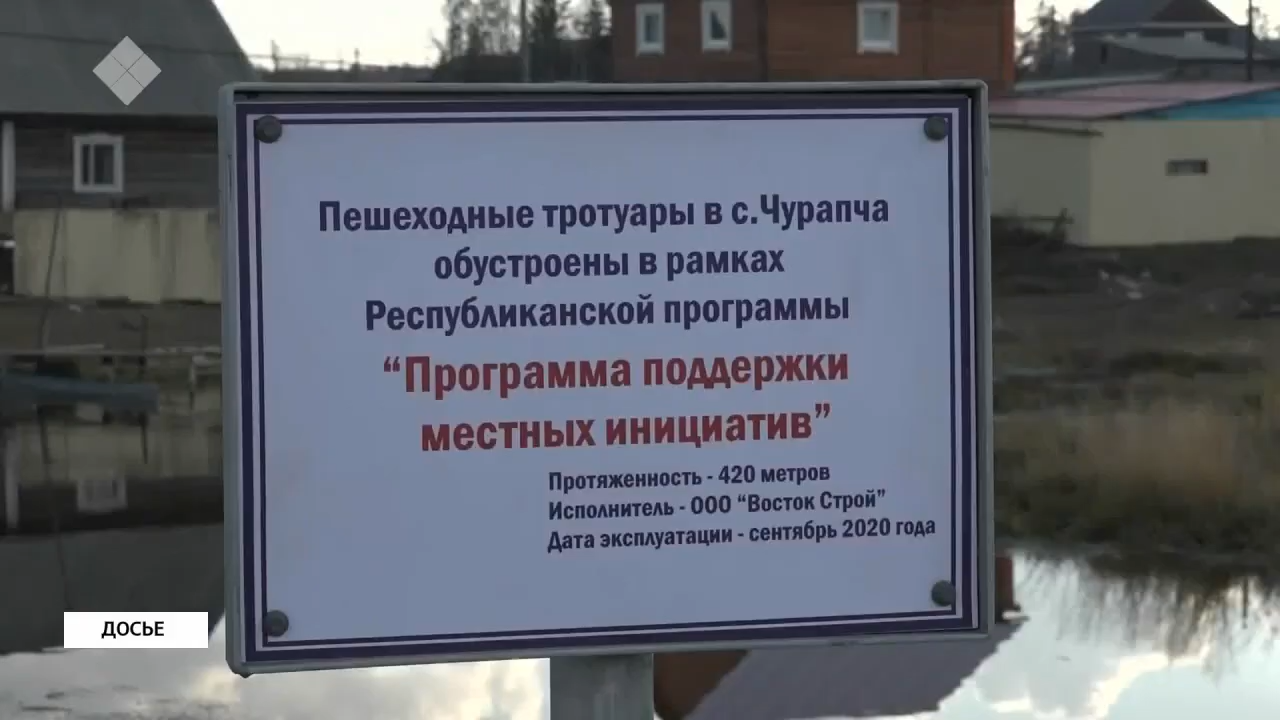 Пешеходные тротуары в с.Чурапча
обустроены в рамках
Республиканской программы
“Программа поддержки
местных инициатив”
Протяженность - 420 метров
Исполнитель - ООО “Восток Строй”
Дата эксплуатации - сентябрь 2020 года
ДОСЬЕ